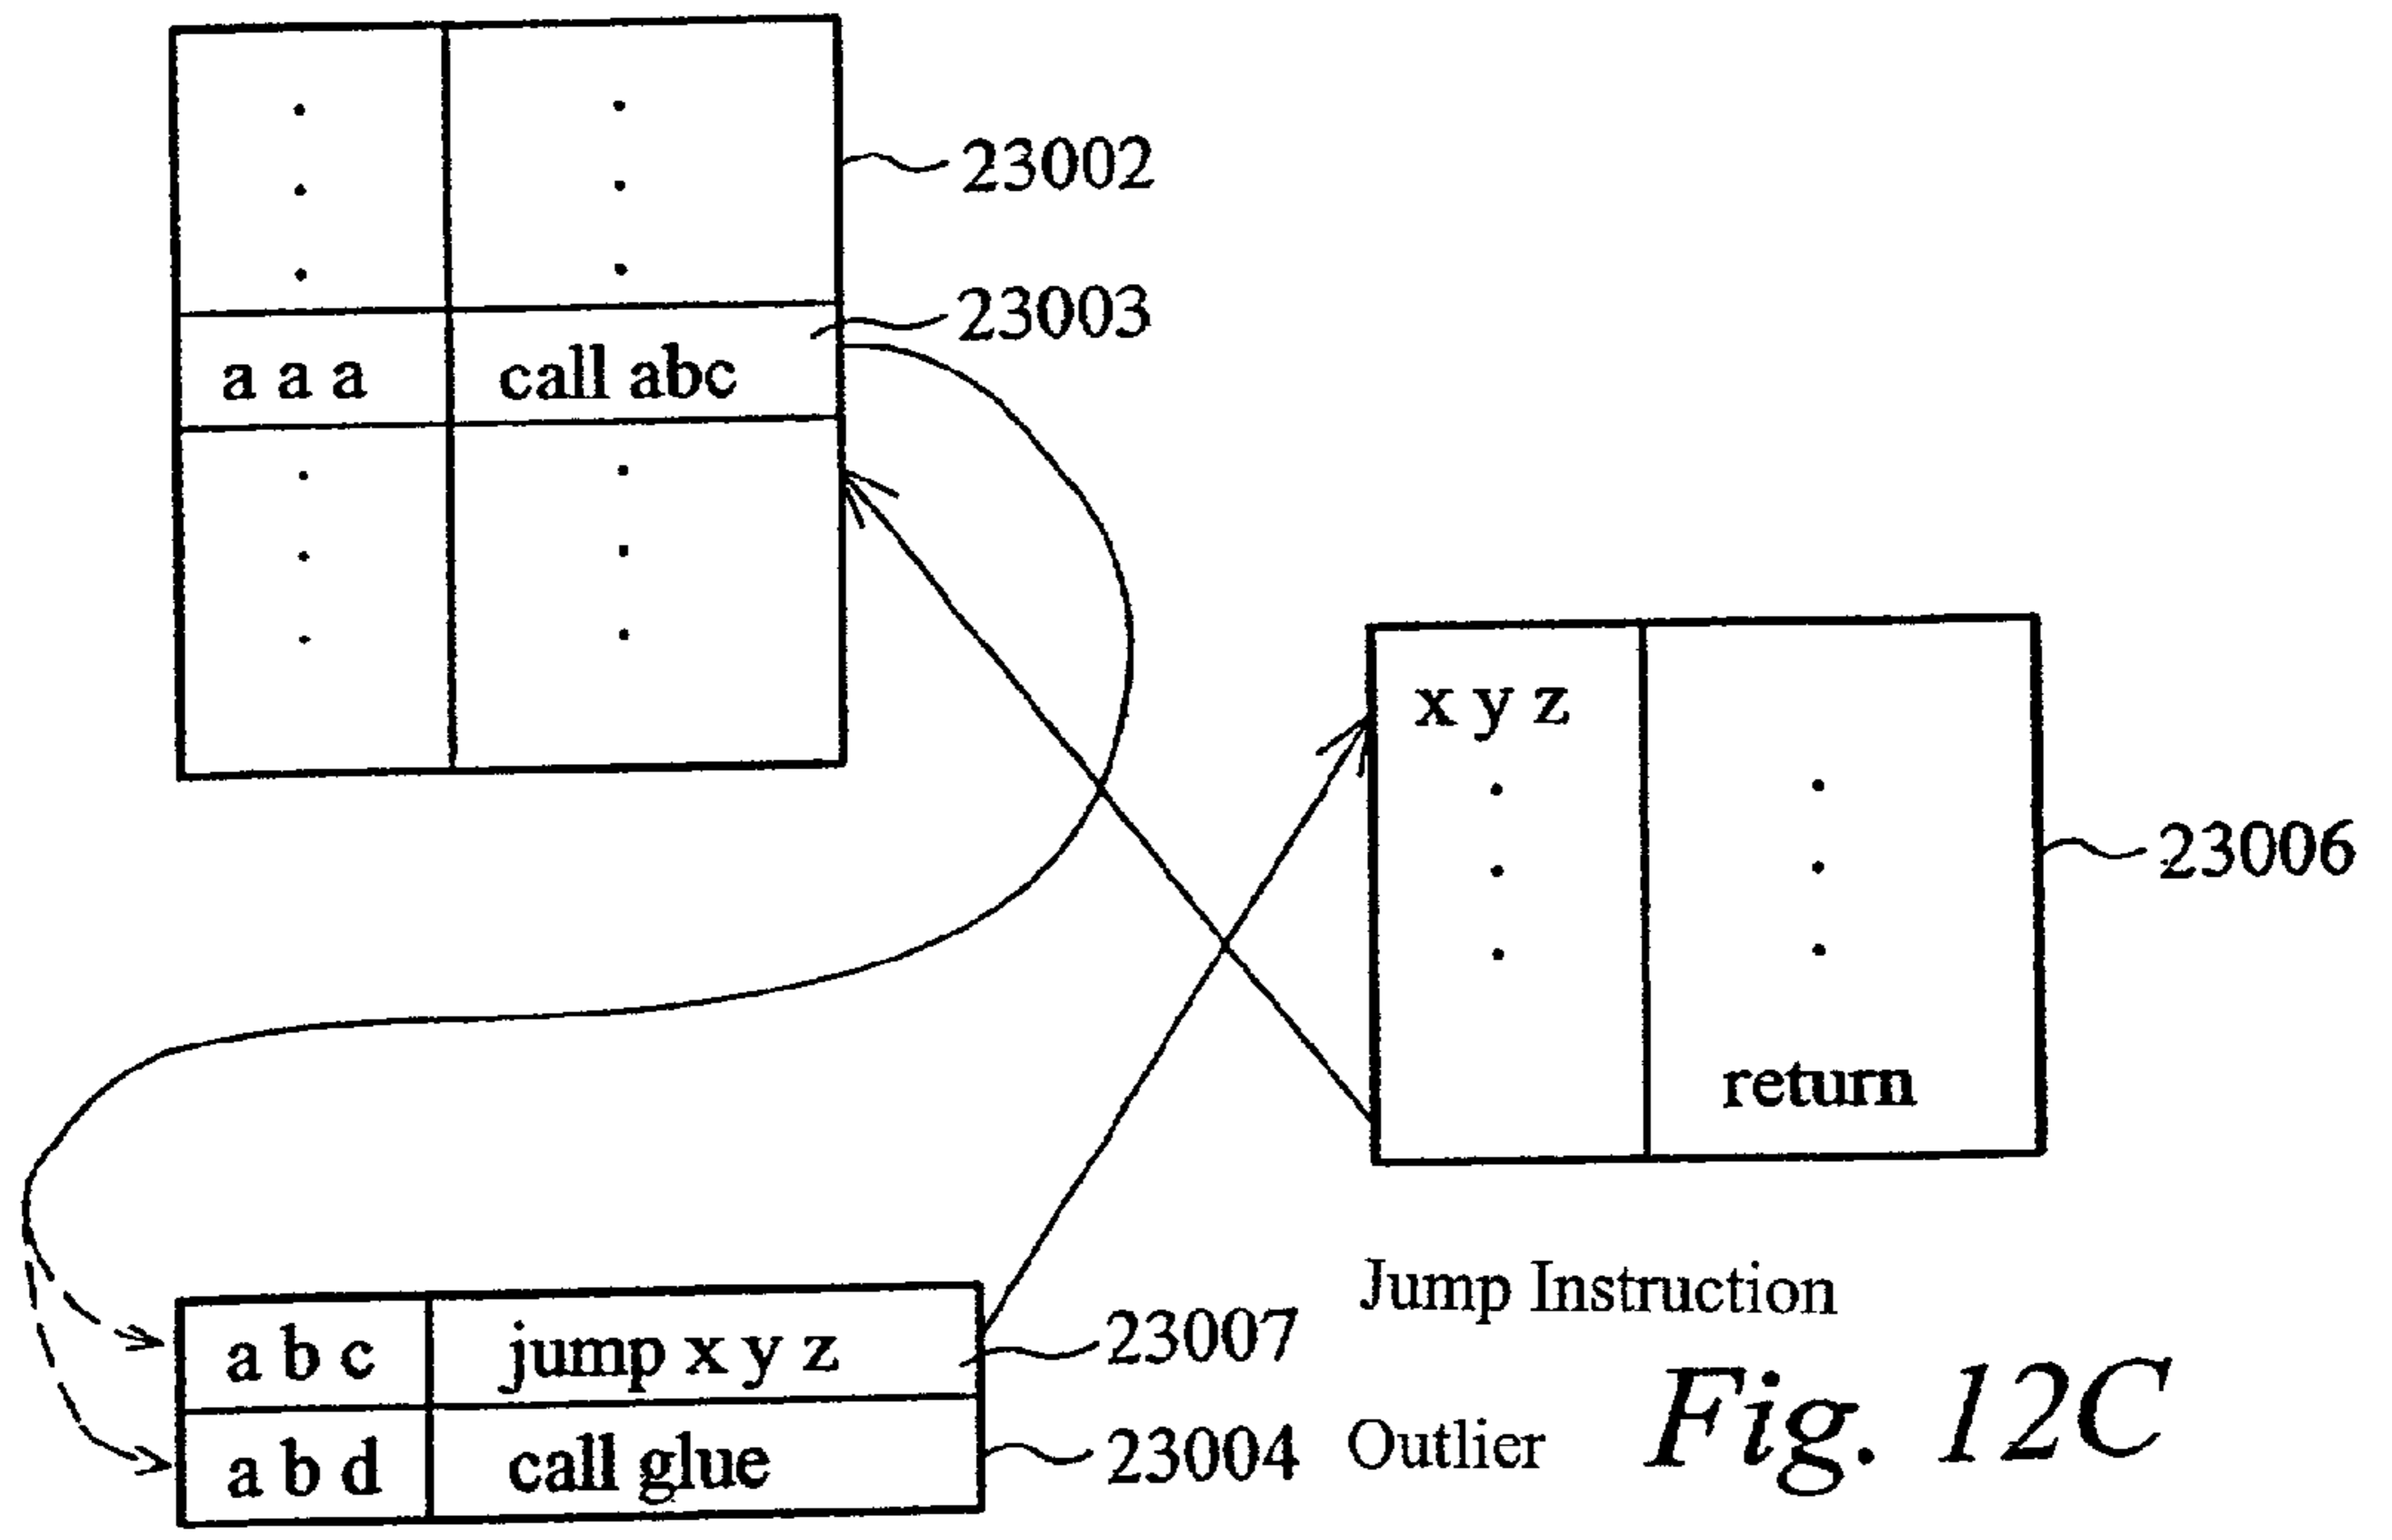 23002
23003
a a a call abc
x y z
23006
return
a b c jump x y z 23007 Jump Instruction
a b d call glue 23004 Outlier
Fig. 12C